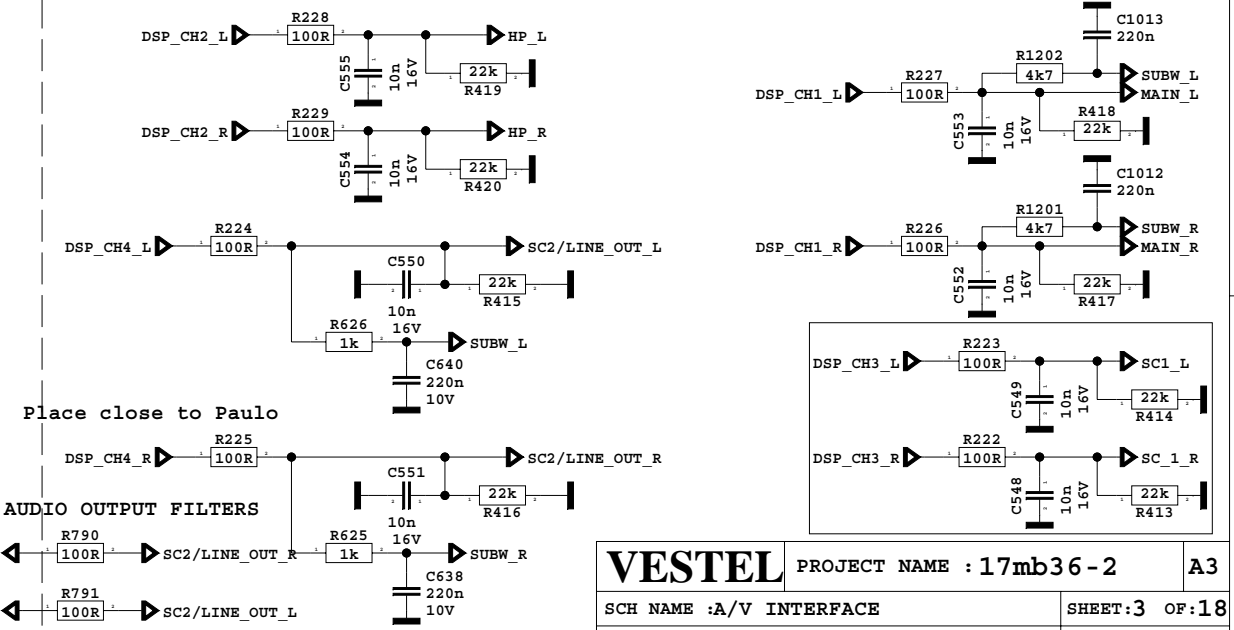 R228
DSP_CH2_L 100R HP_L
C555 10n 16V
22k
R419
R229
DSP_CH2_R 100R HP_R
C554 10n 16V
22k
R420
R224
DSP_CH4_L 100R SC2/LINE_OUT_L
C550
10n
16V
22k
R415
R626
1k SUBW_L
C640
220n
10V
Place close to Paulo
R225
DSP_CH4_R 100R SC2/LINE_OUT_R
C551
10n
16V
22k
R416
AUDIO OUTPUT FILTERS
R790
100R SC2/LINE_OUT_R
R625
1k SUBW_R
C638
220n
10V
R791
100R SC2/LINE_OUT_L
C1013
220n
R1202
4k7 SUBW_L
R227
DSP_CH1_L 100R MAIN_L
C553 10n 16V
R418
22k
C1012
220n
R1201
4k7 SUBW_R
R226
DSP_CH1_R 100R MAIN_R
C552 10n 16V
22k
R417
R223
DSP_CH3_L 100R SC1_L
C549 10n 16V
22k
R414
R222
DSP_CH3_R 100R SC_1_R
C548 10n 16V
22k
R413
VESTEL PROJECT NAME : 17mb36-2 A3
SCH NAME :A/V INTERFACE SHEET:3 OF:18